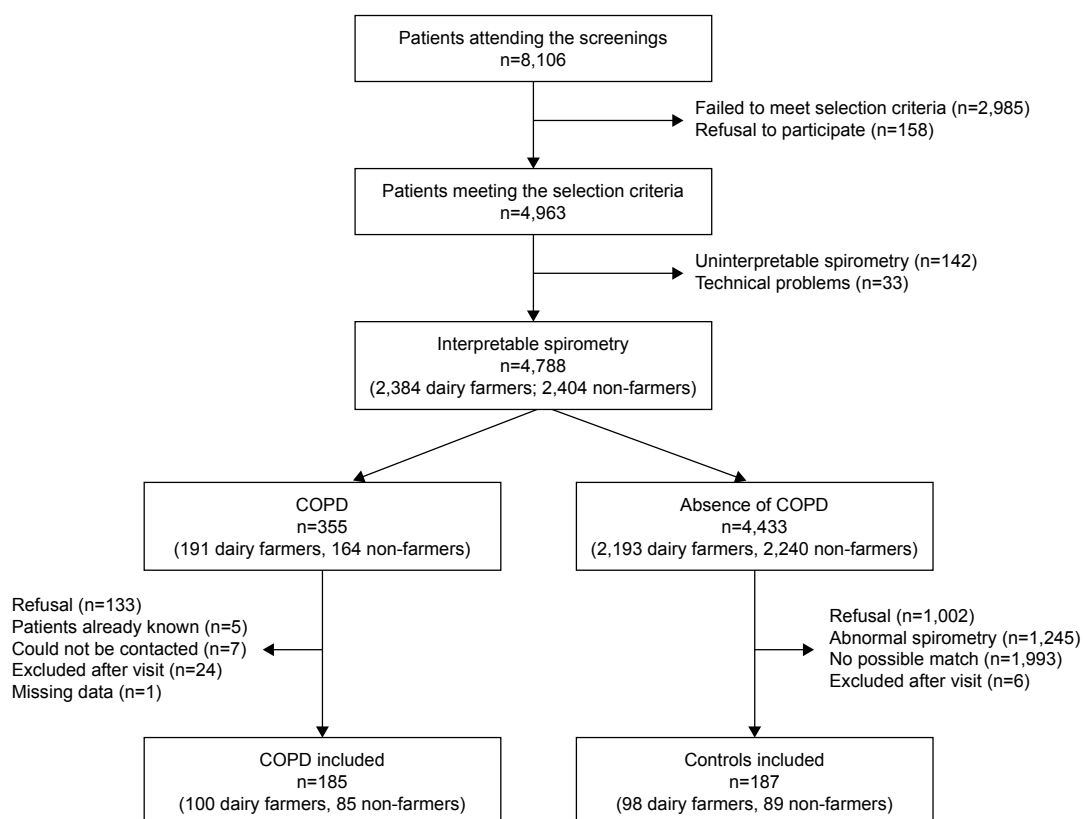 Patients attending the screenings
n=8,106
Failed to meet selection criteria (n=2,985)
Refusal to participate (n=158)
Patients meeting the selection criteria
n=4,963
Uninterpretable spirometry (n=142)
Technical problems (n=33)
Interpretable spirometry
n=4,788
(2,384 dairy farmers; 2,404 non-farmers)
COPD
n=355
(191 dairy farmers, 164 non-farmers)
Absence of COPD
n=4,433
(2,193 dairy farmers, 2,240 non-farmers)
Refusal (n=133)
Patients already known (n=5)
Could not be contacted (n=7)
Excluded after visit (n=24)
Missing data (n=1)
Refusal (n=1,002)
Abnormal spirometry (n=1,245)
No possible match (n=1,993)
Excluded after visit (n=6)
COPD included
n=185
(100 dairy farmers, 85 non-farmers)
Controls included
n=187
(98 dairy farmers, 89 non-farmers)